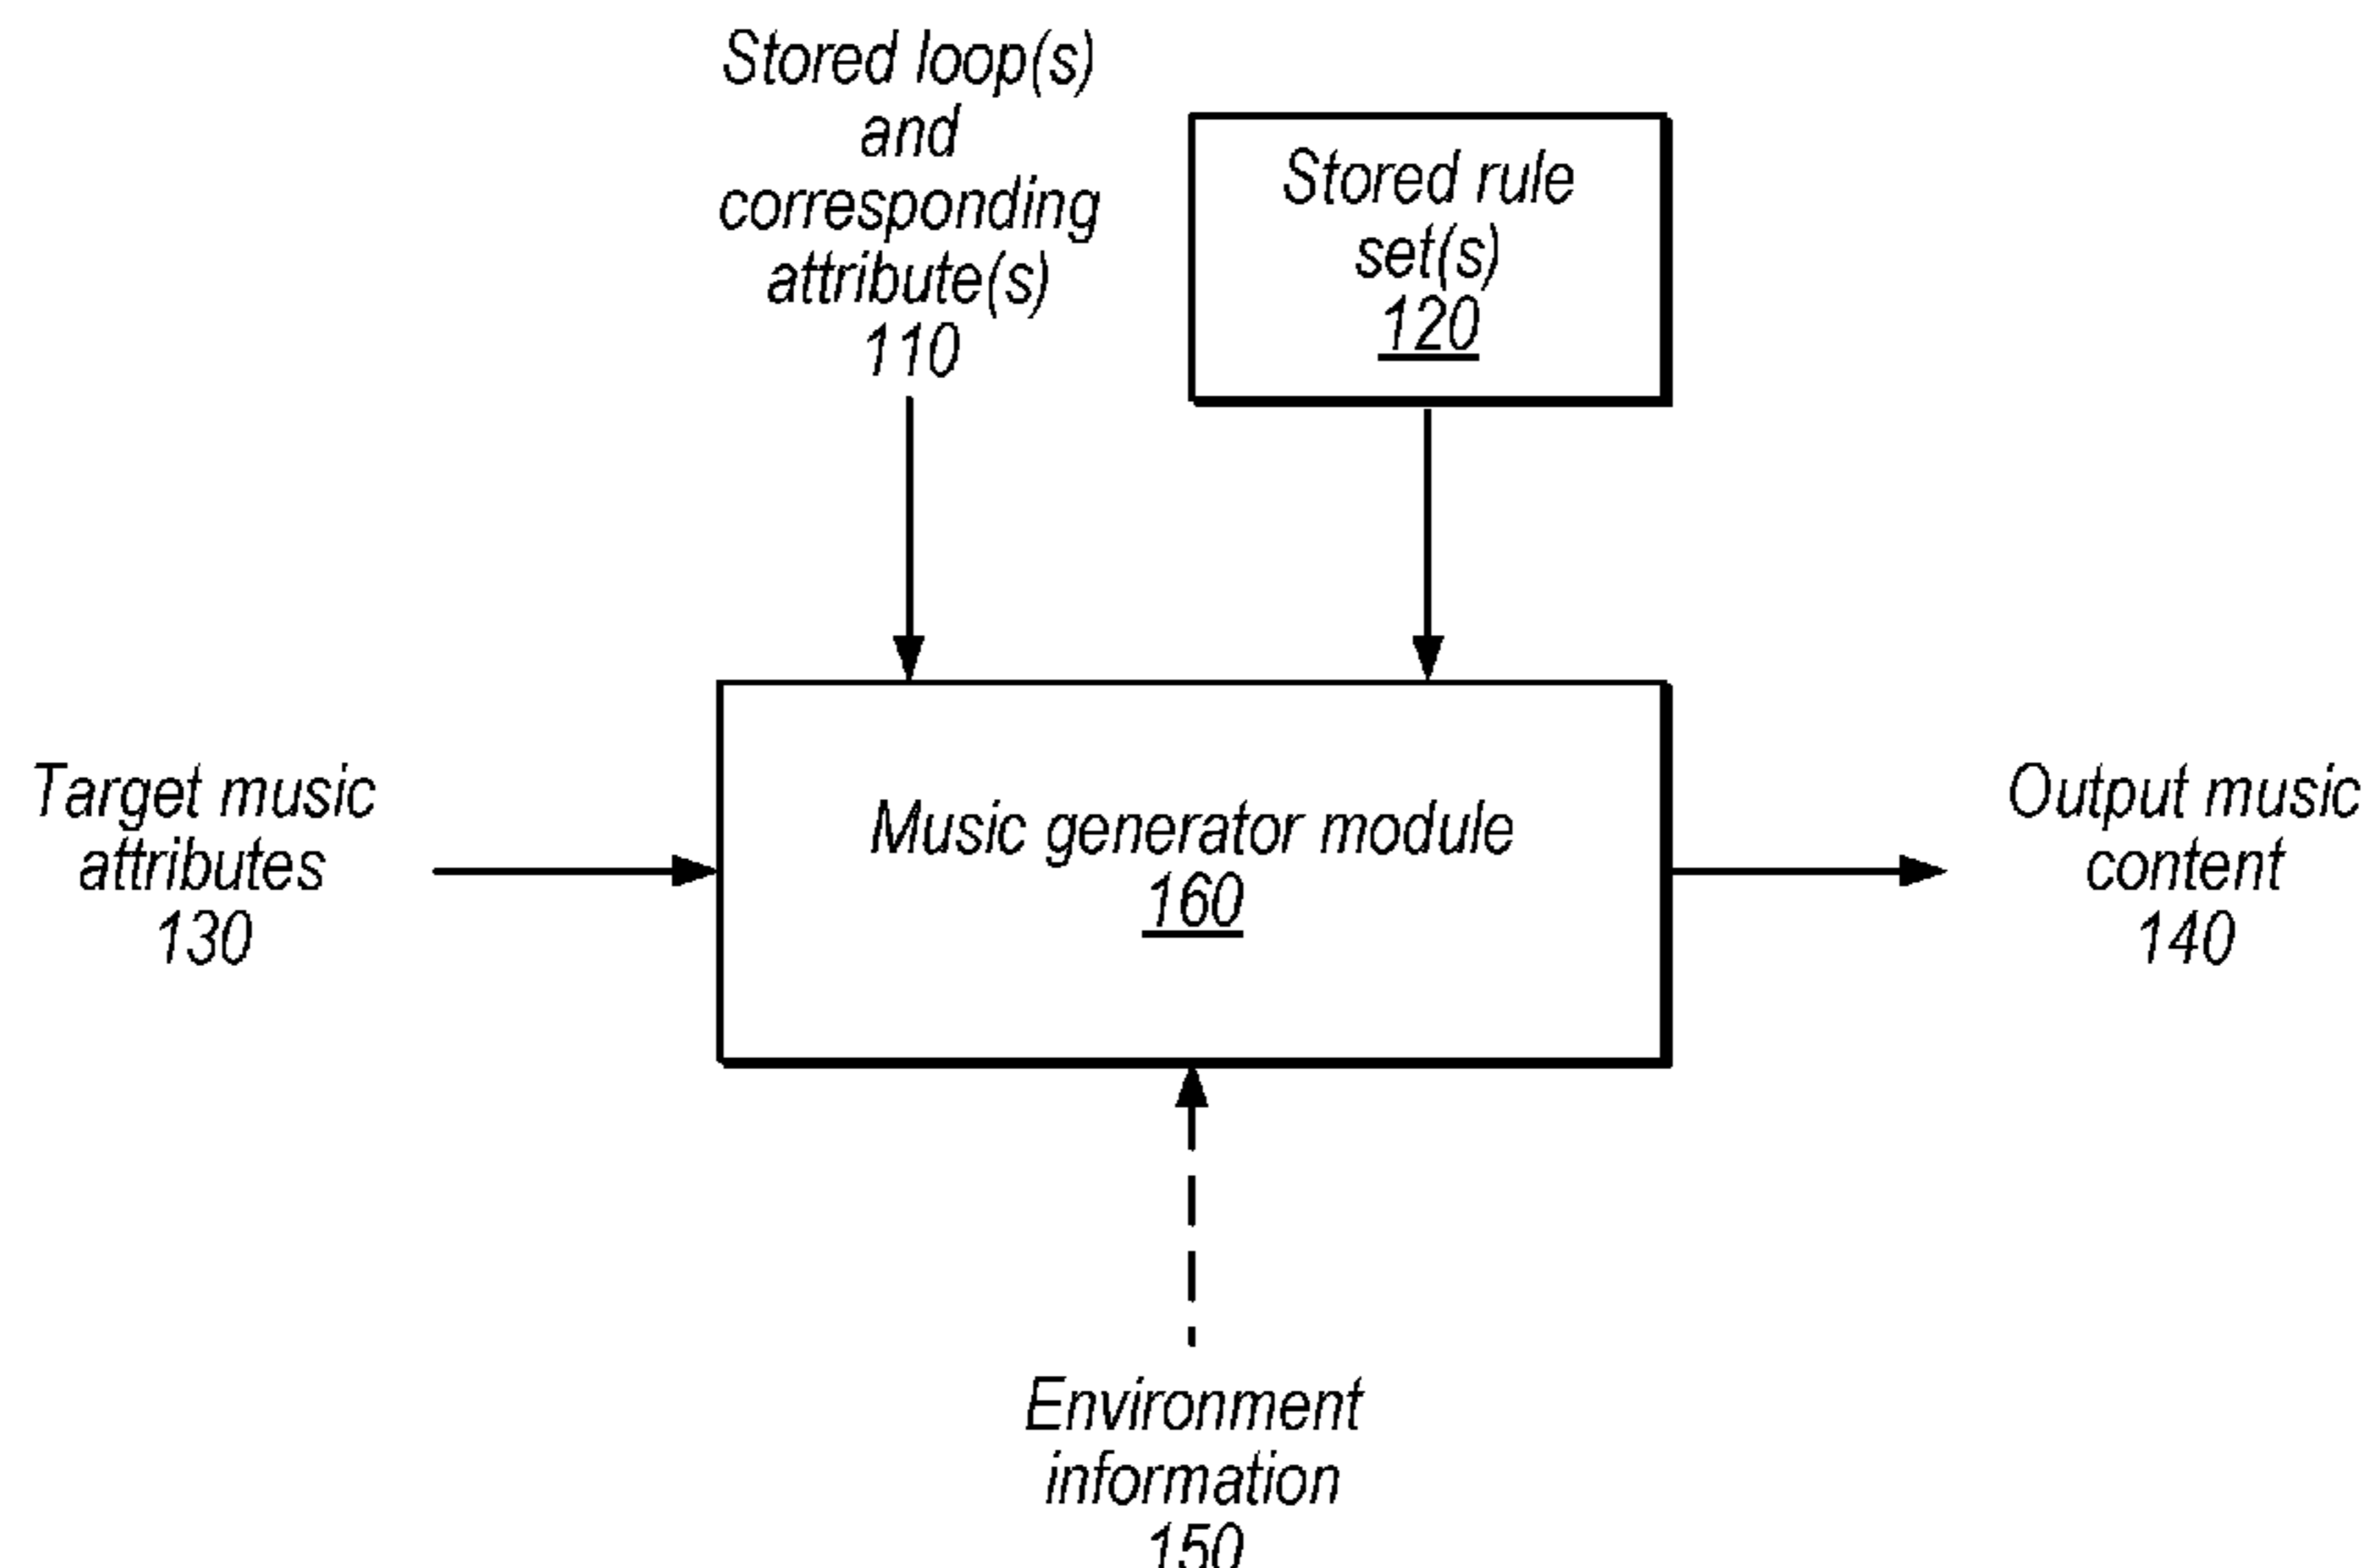 Stored loop(s)
and
corresponding
attribute(s)
110
Stored rule
set(s)
120
Target music
attributes
130
Music generator module
160
Output music
content
140
Environment
information
150